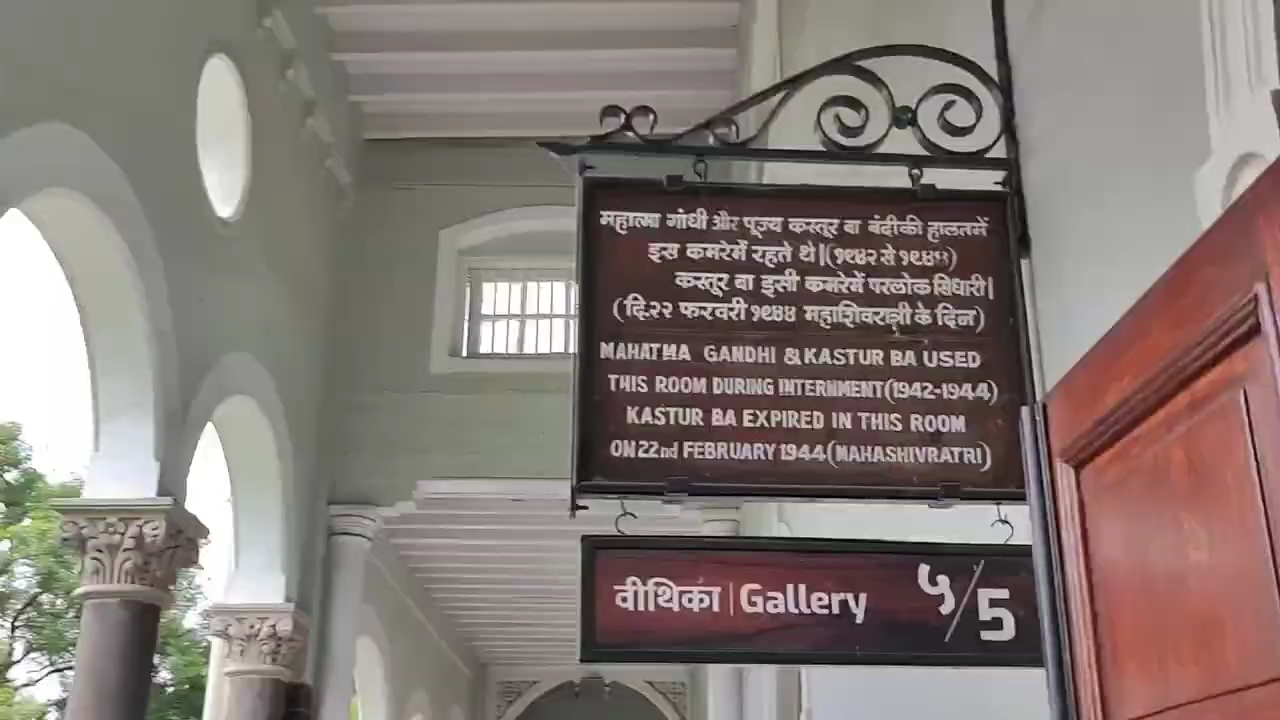 महात्मा गांधी और पूज्य कस्तूर बा बंदीकी हालतमें
इस कमरेमें रहते थे।(१९४२ से १९४४)
कस्तूर बा इसी कमरेमें परलोक सिधारी।
(दि.२२ फरवरी १९४४ महाशिवरात्री के दिन)
MAHATMA GANDHI & KASTUR BA USED
THIS ROOM DURING INTERNMENT(1942-1944)
KASTUR BA EXPIRED IN THIS ROOM
ON 22nd FEBRUARY 1944(MAHASHIVRATRI)
वीथिका | Gallery ५/5